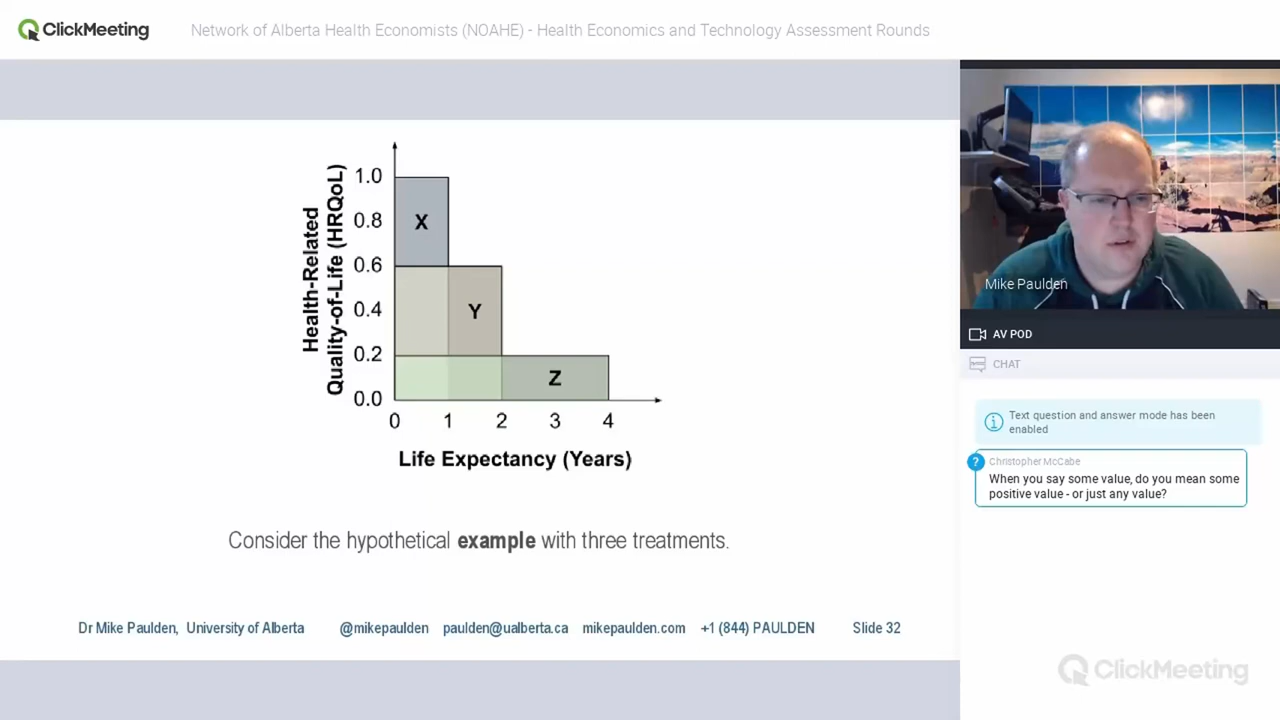 ClickMeeting
Network of Alberta Health Economists (NOAHE) - Health Economics and Technology Assessment Rounds
Health-Related
Quality-of-Life (HRQoL)
1.0
0.8
0.6
0.4
0.2
0.0
X
Y
Z
0 1 2 3 4
Life Expectancy (Years)
Consider the hypothetical example with three treatments.
Dr Mike Paulden, University of Alberta @mikepaulden paulden@ualberta.ca mikepaulden.com +1 (844) PAULDEN Slide 32
Mike Paulden
AV POD
CHAT
Text question and answer mode has been
enabled
?
Christopher McCabe
When you say some value, do you mean some
positive value - or just any value?
ClickMeeting